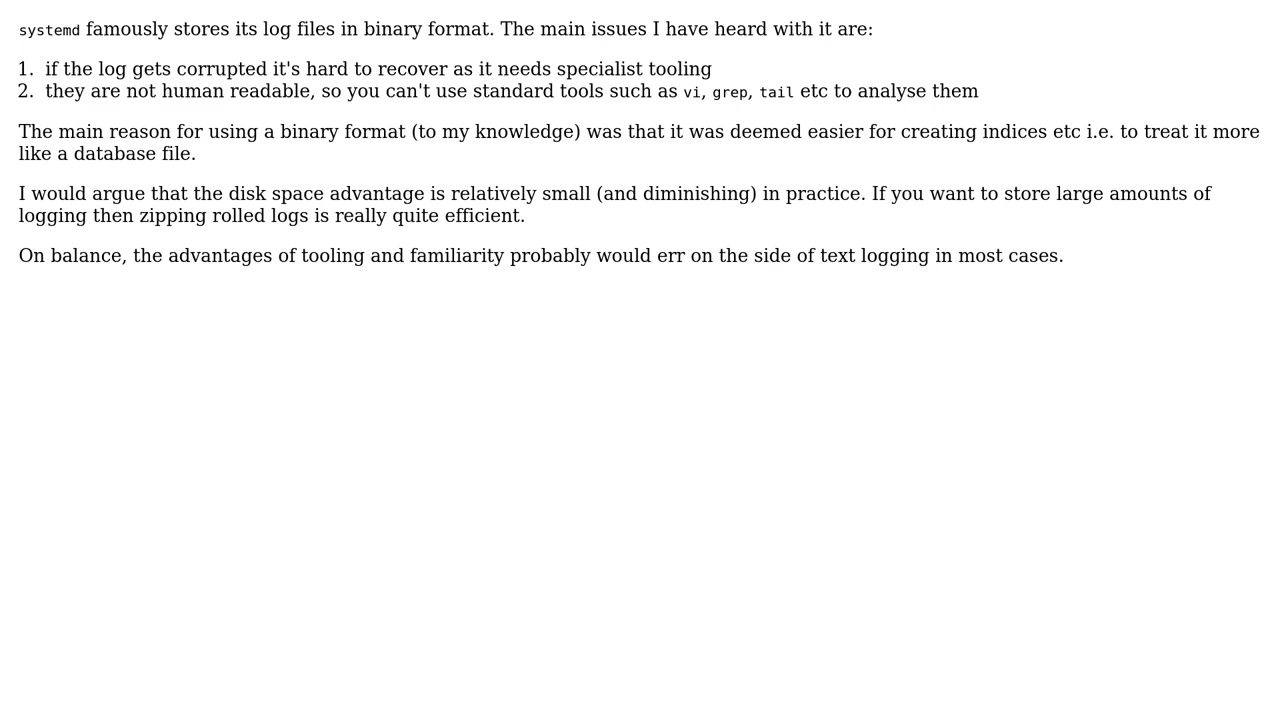 systemd famously stores its log files in binary format. The main issues I have heard with it are:
1. if the log gets corrupted it's hard to recover as it needs specialist tooling
2. they are not human readable, so you can't use standard tools such as vi, grep, tail etc to analyse them
The main reason for using a binary format (to my knowledge) was that it was deemed easier for creating indices etc i.e. to treat it more
like a database file.
I would argue that the disk space advantage is relatively small (and diminishing) in practice. If you want to store large amounts of
logging then zipping rolled logs is really quite efficient.
On balance, the advantages of tooling and familiarity probably would err on the side of text logging in most cases.